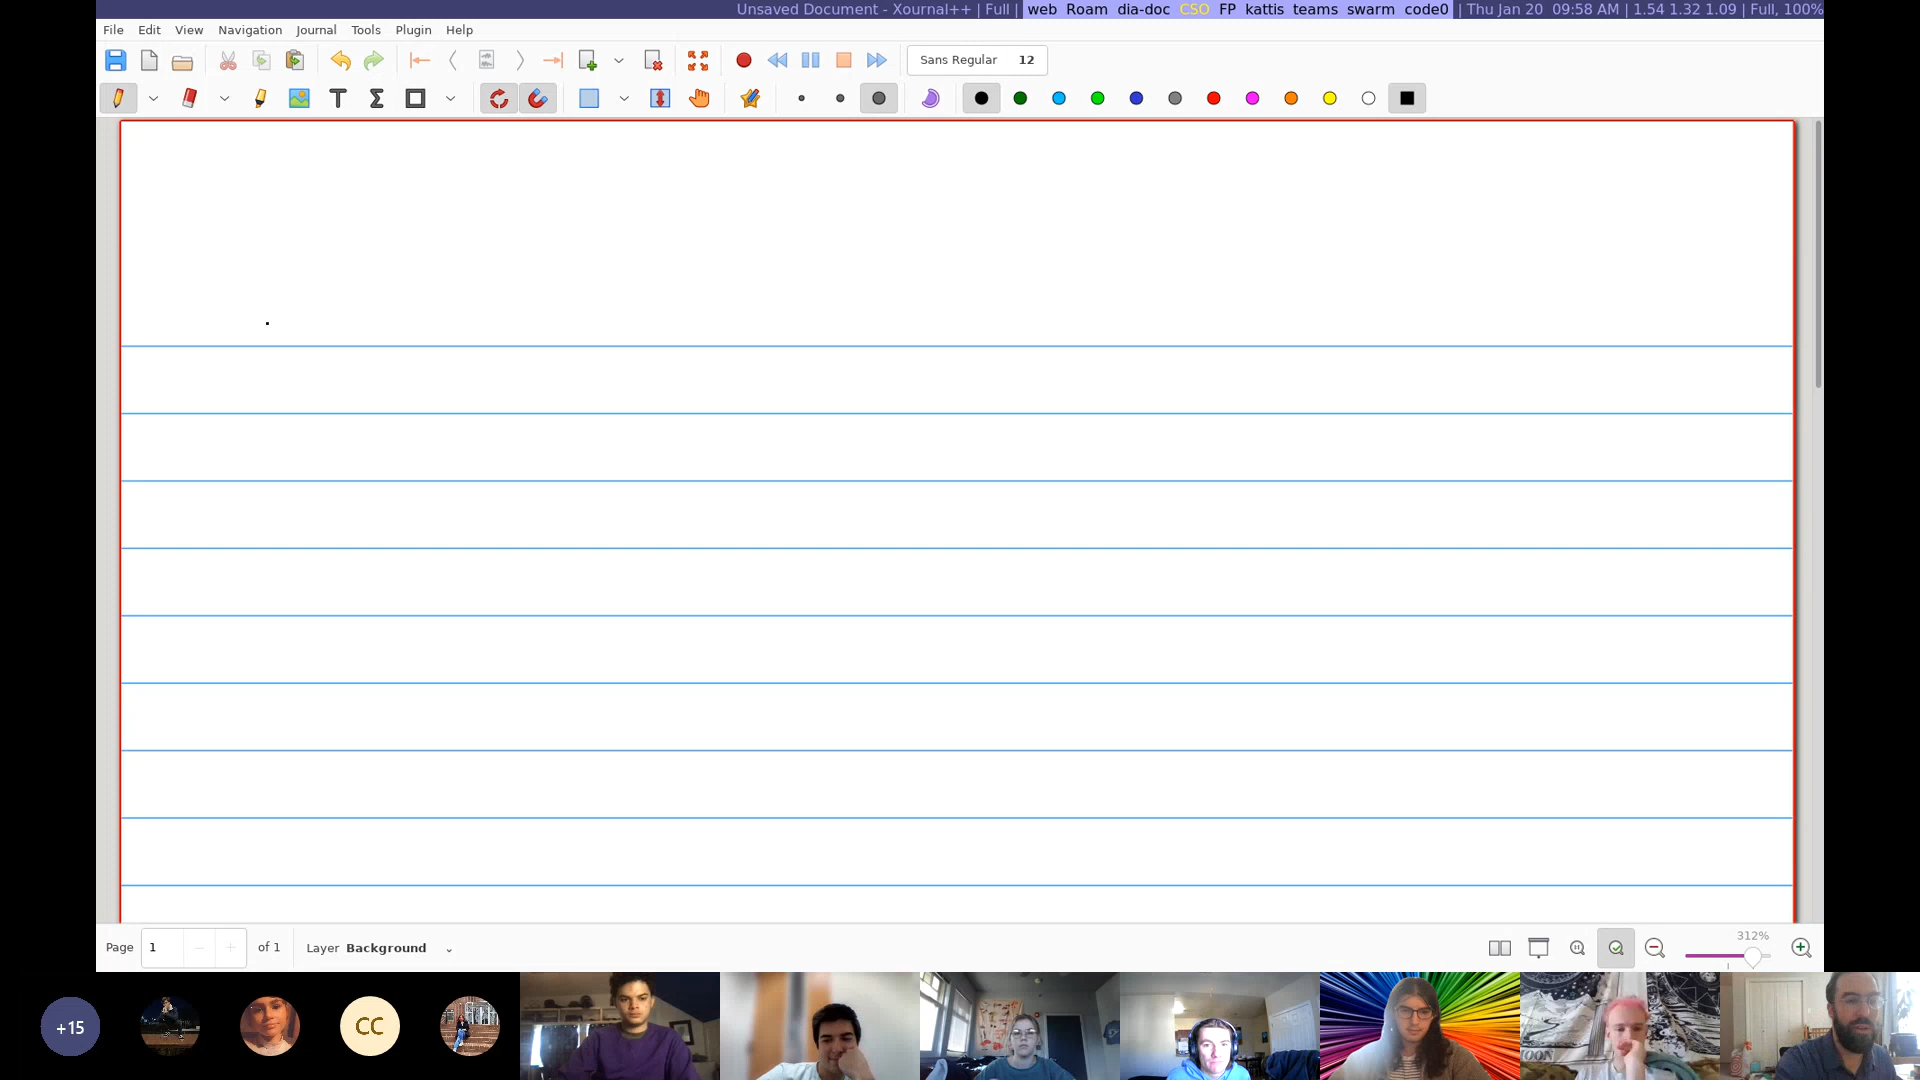 Unsaved Document - Xournal++ | Full | web Roam dia-doc CSO FP kattis teams swarm code0 | Thu Jan 20 09:58 AM | 1.54 1.32 1.09 | Full, 100%
File Edit View Navigation Journal Tools Plugin Help
Sans Regular 12
Page 1 of 1 Layer Background 312%
+15 CC
OON